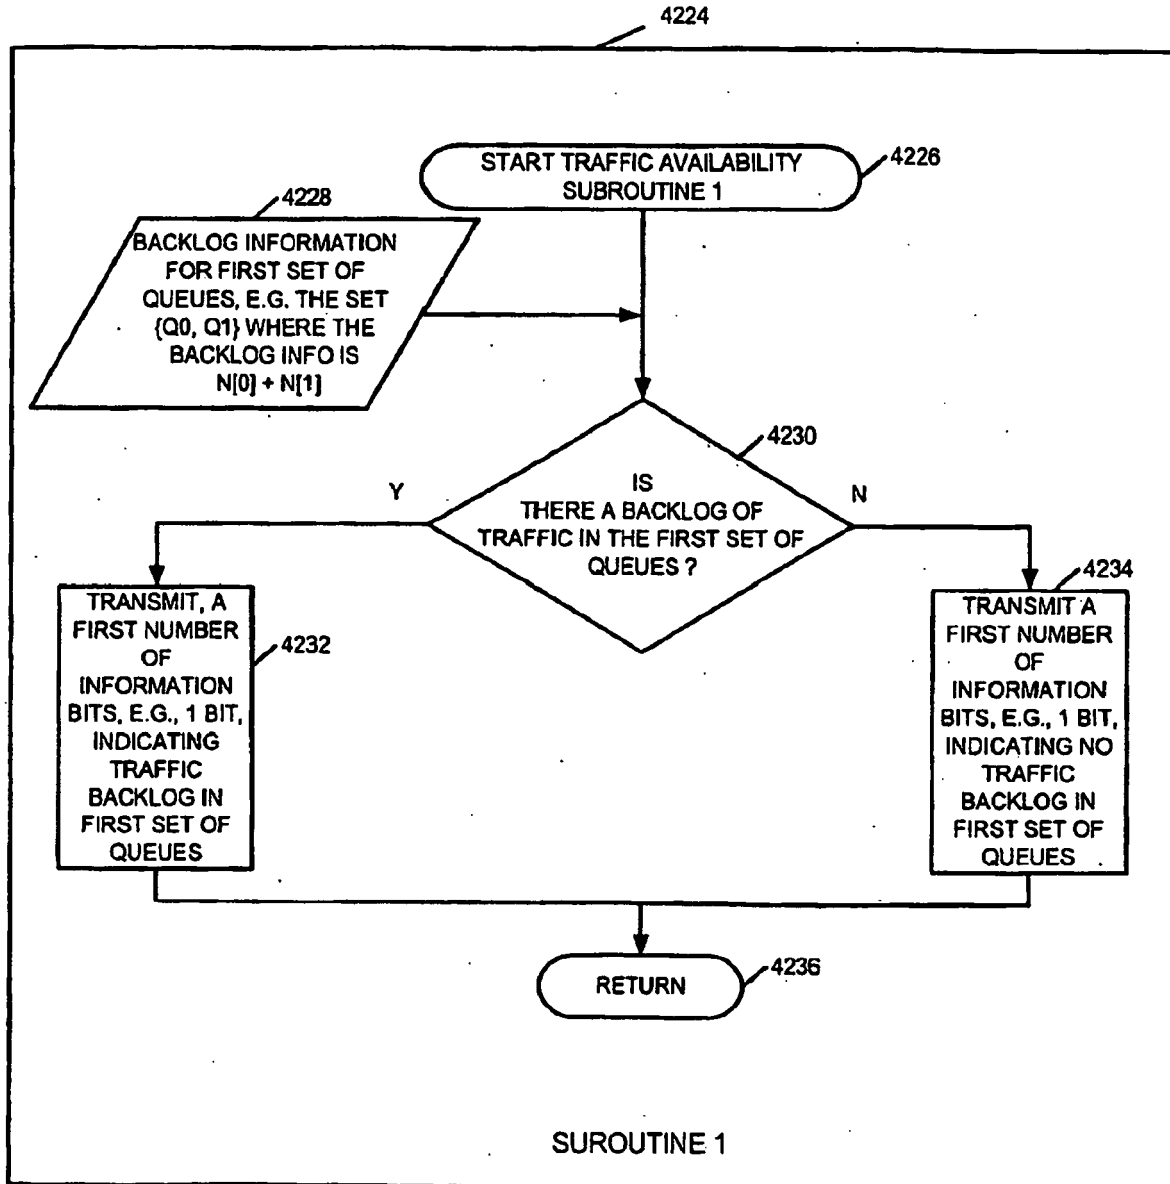 4224
START TRAFFIC AVAILABILITY
SUBROUTINE 1
4226
4228
BACKLOG INFORMATION
FOR FIRST SET OF
QUEUES, E.G. THE SET
{Q0, Q1} WHERE THE
BACKLOG INFO IS
N[0] + N[1]
4230
IS
THERE A BACKLOG OF
TRAFFIC IN THE FIRST SET OF
QUEUES ?
Y
N
TRANSMIT, A
FIRST NUMBER
OF
INFORMATION
BITS, E.G., 1 BIT,
INDICATING
TRAFFIC
BACKLOG IN
FIRST SET OF
QUEUES
4232
4234
TRANSMIT A
FIRST NUMBER
OF
INFORMATION
BITS, E.G., 1 BIT,
INDICATING NO
TRAFFIC
BACKLOG IN
FIRST SET OF
QUEUES
RETURN
4236
SUROUTINE 1